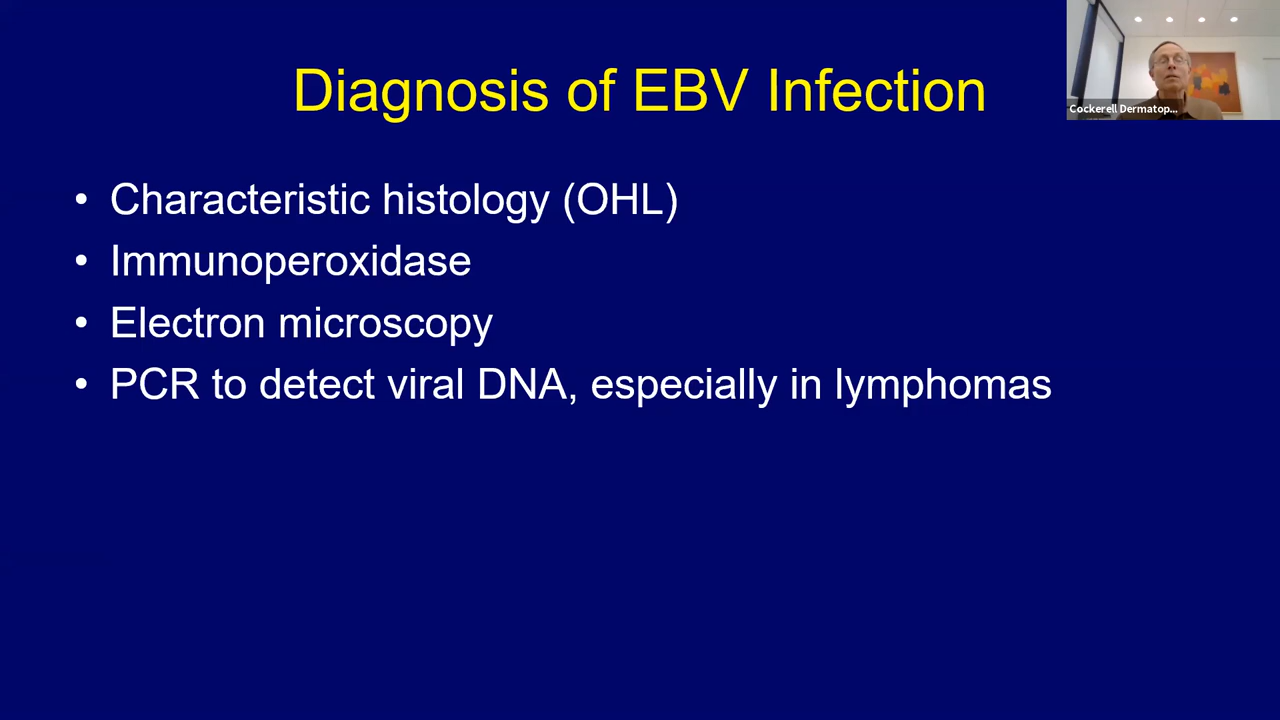 Diagnosis of EBV Infection
Cockerell Dermatop...
• Characteristic histology (OHL)
• Immunoperoxidase
• Electron microscopy
• PCR to detect viral DNA, especially in lymphomas